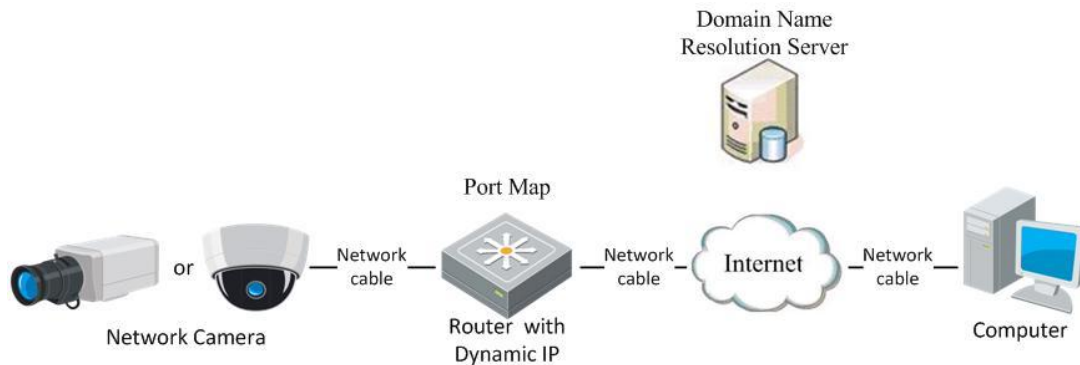 Domain Name
Resolution Server
Port Map
or
Network
cable
Network
cable
Internet
Network
cable
Network Camera
Router with
Dynamic IP
Computer